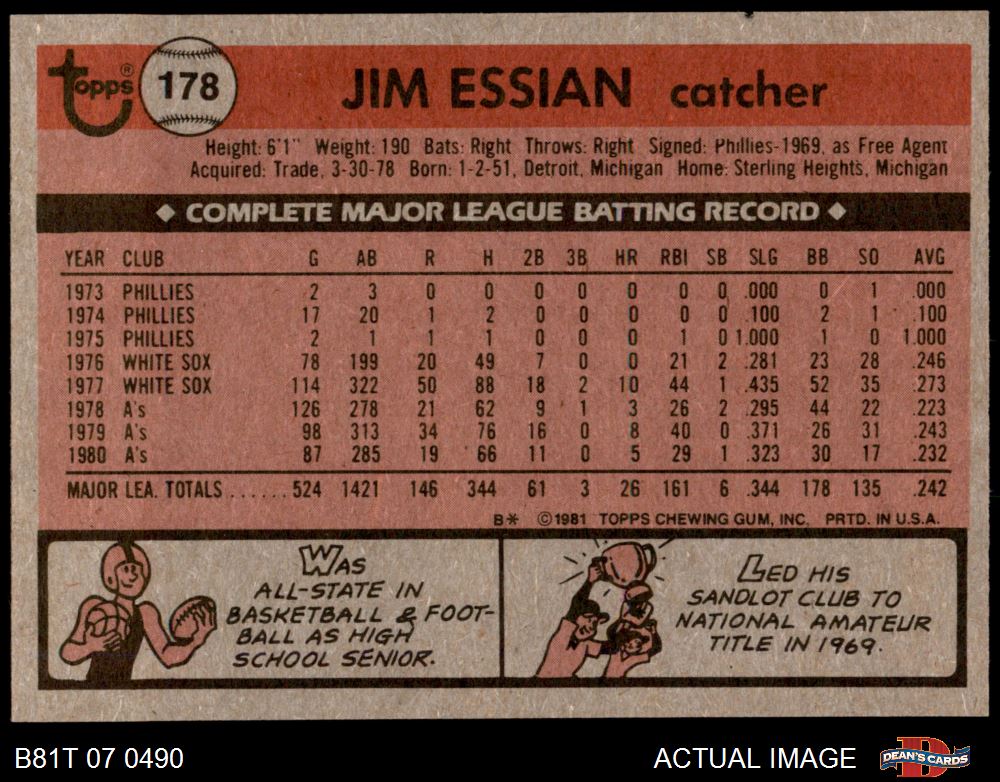 Topps® 178 JIM ESSIAN catcher
Height: 6'1" Weight: 190 Bats: Right Throws: Right Signed: Phillies-1969, as Free Agent
Acquired: Trade, 3-30-78 Born: 1-2-51, Detroit, Michigan Home: Sterling Heights, Michigan
◆ COMPLETE MAJOR LEAGUE BATTING RECORD ◆
YEAR CLUB G AB R H 2B 3B HR RBI SB SLG BB SO AVG
1973 PHILLIES 2 3 0 0 0 0 0 0 0 .000 0 1 .000
1974 PHILLIES 17 20 1 2 0 0 0 0 0 .100 2 1 .100
1975 PHILLIES 2 1 1 1 0 0 0 1 0 1.000 1 0 1.000
1976 WHITE SOX 78 199 20 49 7 0 0 21 2 .281 23 28 .246
1977 WHITE SOX 114 322 50 88 18 2 10 44 1 .435 52 35 .273
1978 A's 126 278 21 62 9 1 3 26 2 .295 44 22 .223
1979 A's 98 313 34 76 16 0 8 40 0 .371 26 31 .243
1980 A's 87 285 19 66 11 0 5 29 1 .323 30 17 .232
MAJOR LEA. TOTALS ......524 1421 146 344 61 3 26 161 6 .344 178 135 .242
B* ©1981 TOPPS CHEWING GUM, INC. PRTD. IN U.S.A.
WAS
ALL-STATE IN
BASKETBALL & FOOT-
BALL AS HIGH
SCHOOL SENIOR.
LED HIS
SANDLOT CLUB TO
NATIONAL AMATEUR
TITLE IN 1969.
B81T 07 0490 ACTUAL IMAGE DEAN'S CARDS